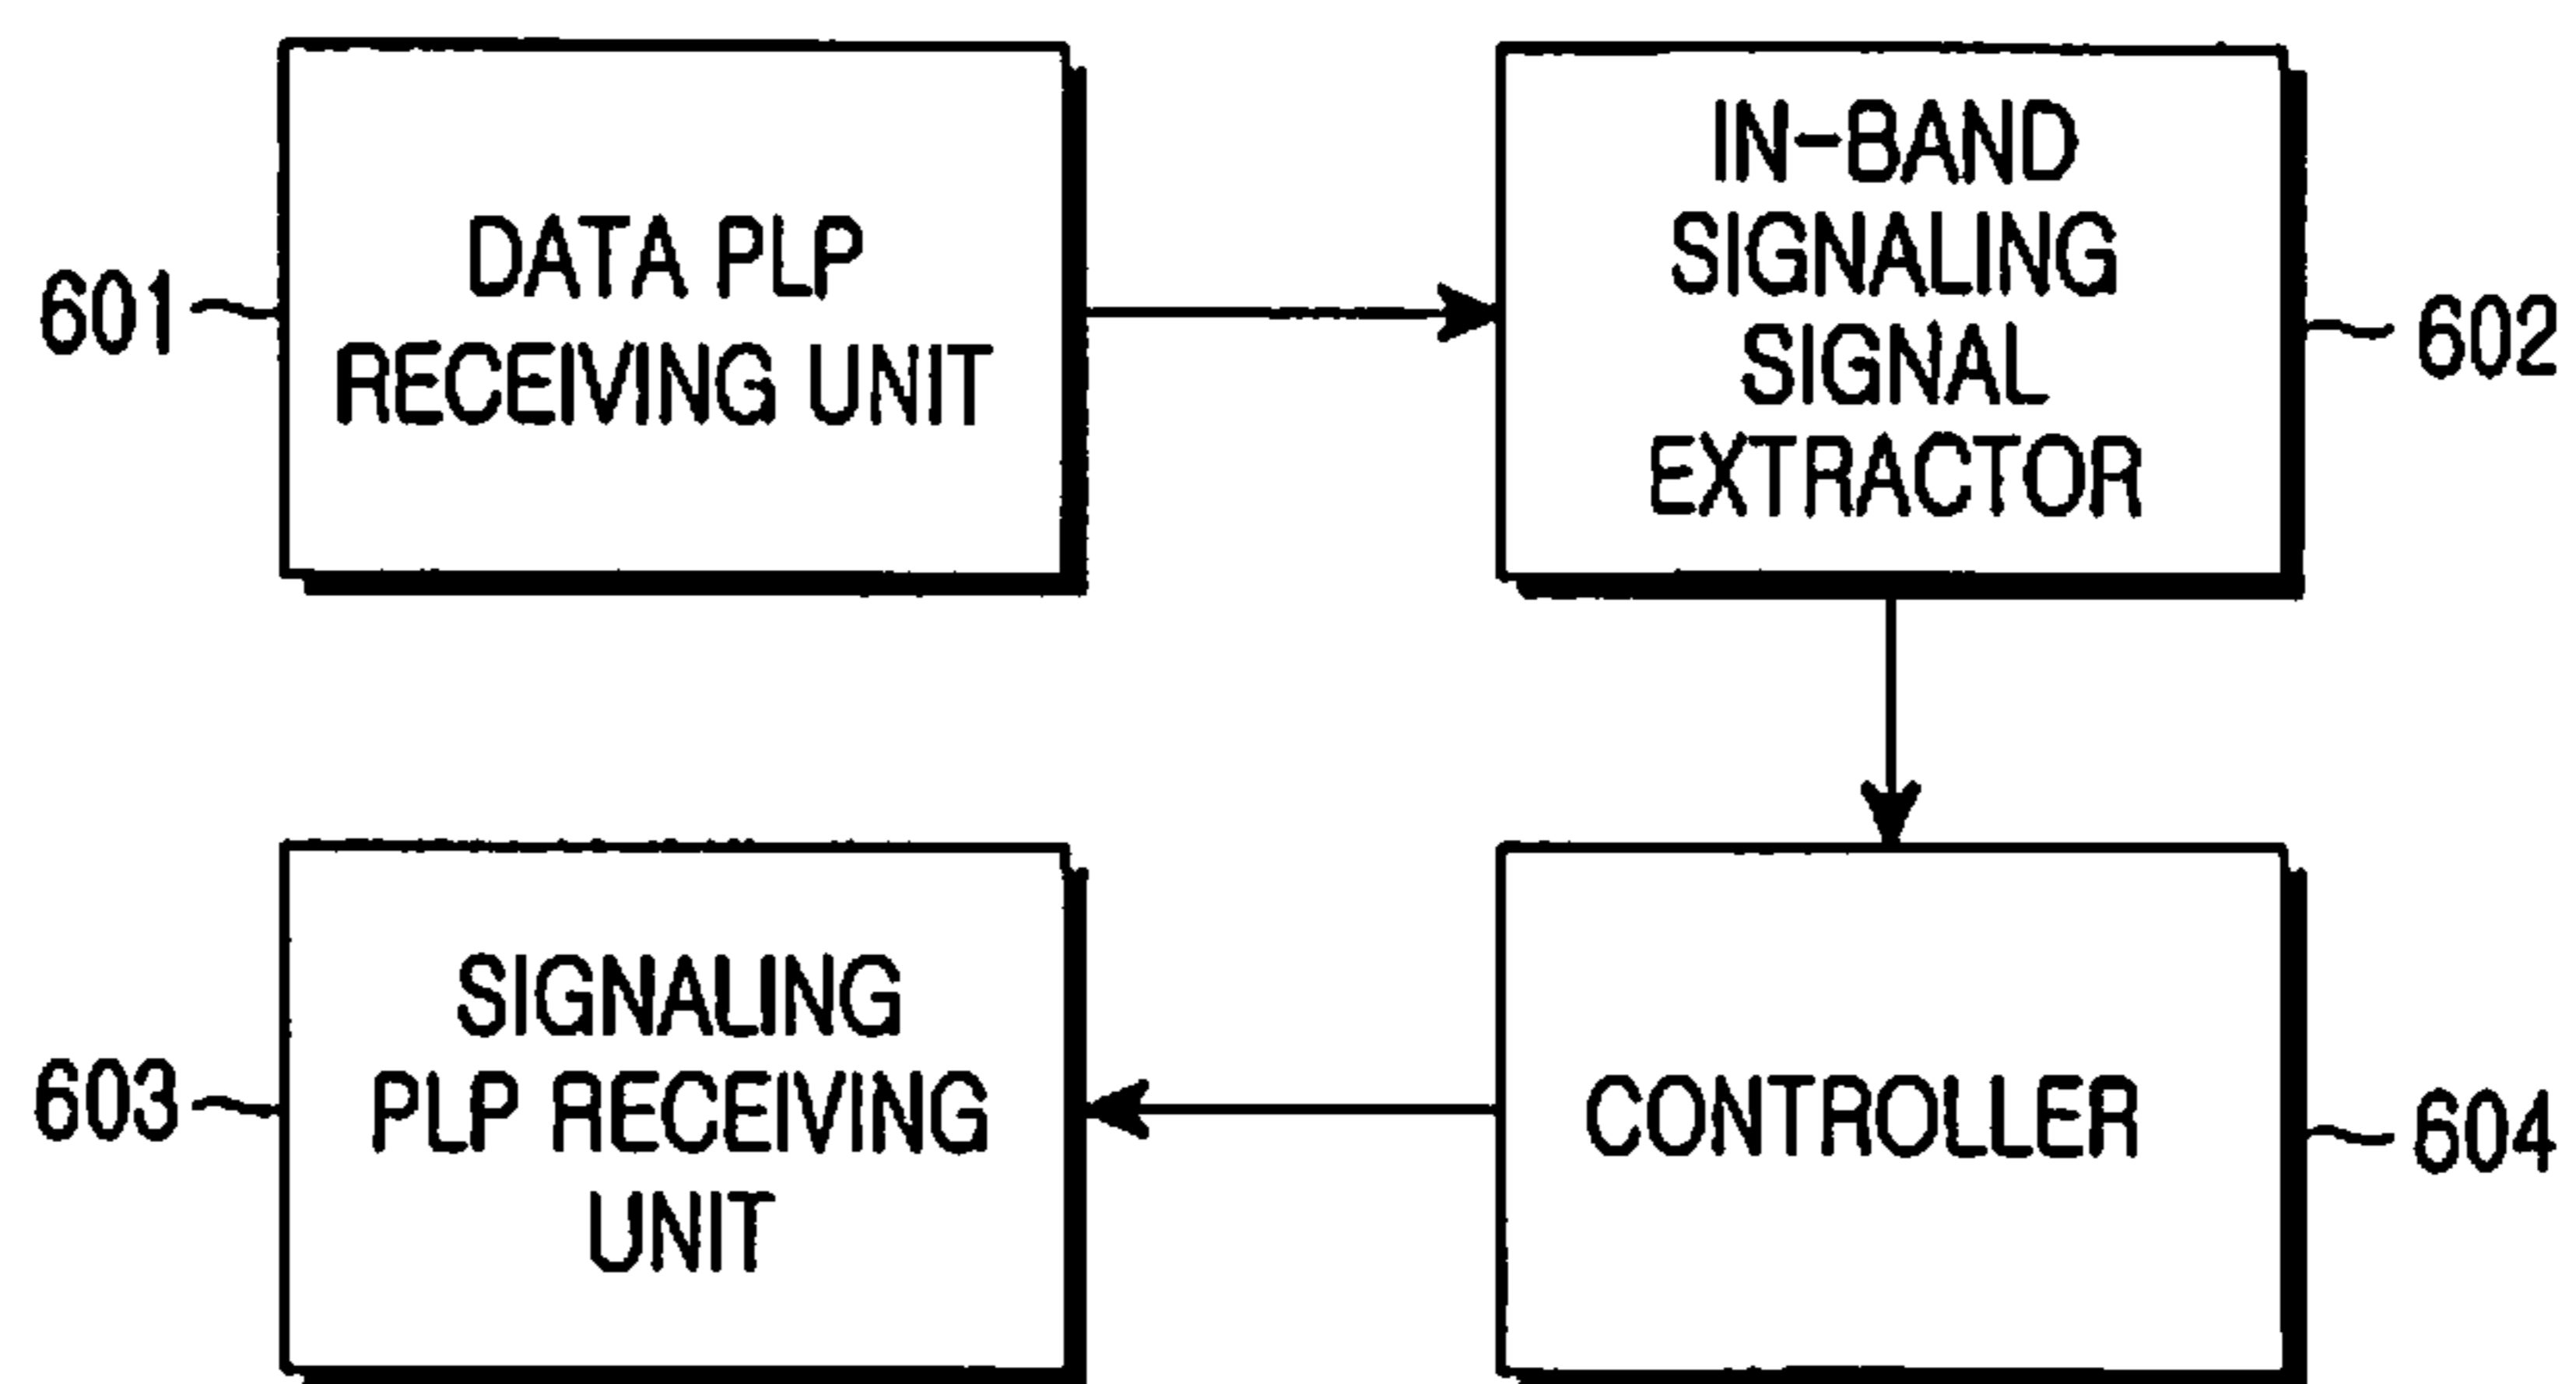 DATA PLP
RECEIVING UNIT
601
IN-BAND
SIGNALING
SIGNAL
EXTRACTOR
602
SIGNALING
PLP RECEIVING
UNIT
603
CONTROLLER
604